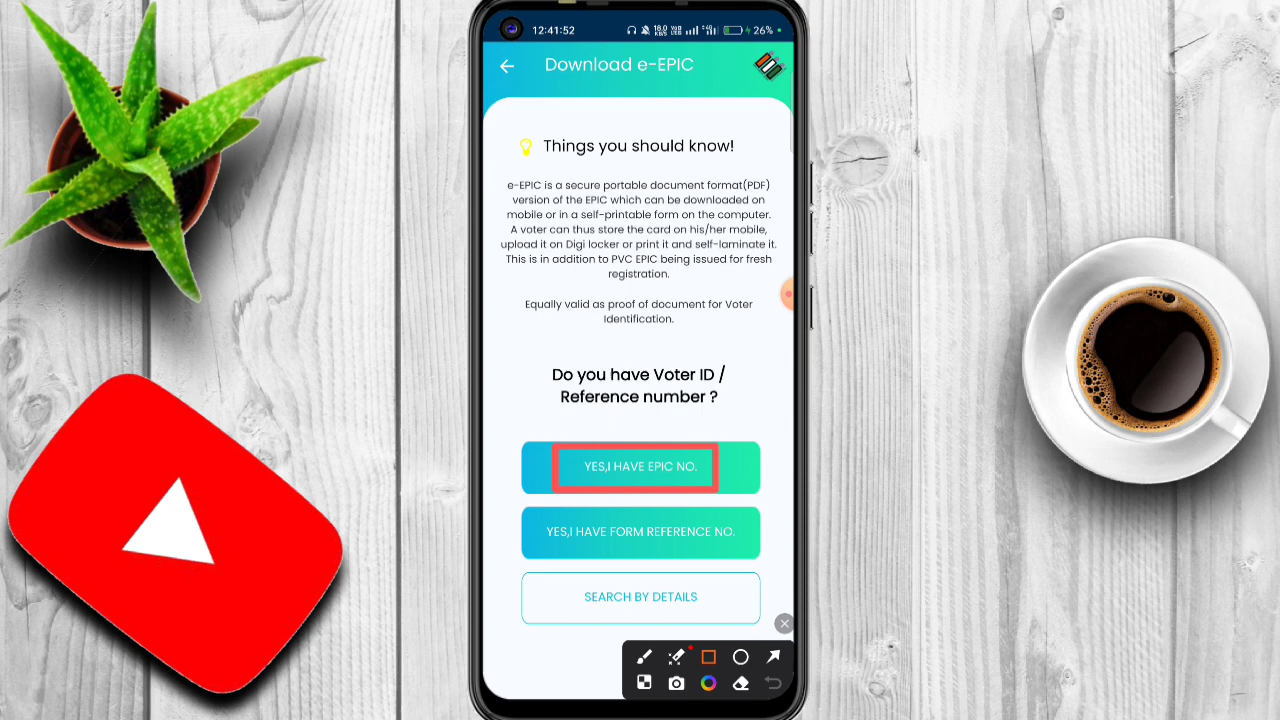 12:41:52
18.0 KB/S
4G
26%
Download e-EPIC
Things you should know!
e-EPIC is a secure portable document format(PDF)
version of the EPIC which can be downloaded on
mobile or in a self-printable form on the computer.
A voter can thus store the card on his/her mobile,
upload it on Digi locker or print it and self-laminate it.
This is in addition to PVC EPIC being issued for fresh
registration.
Equally valid as proof of document for Voter
Identification.
Do you have Voter ID /
Reference number ?
YES,I HAVE EPIC NO.
YES,I HAVE FORM REFERENCE NO.
SEARCH BY DETAILS